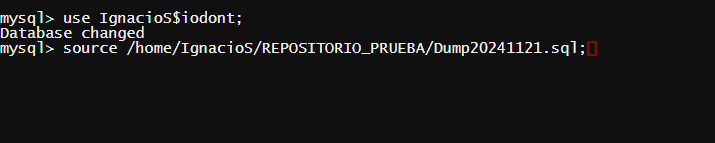 mysql> use IgnacioS$iodont;
Database changed
mysql> source /home/IgnacioS/REPOSITORIO_PRUEBA/Dump20241121.sql;